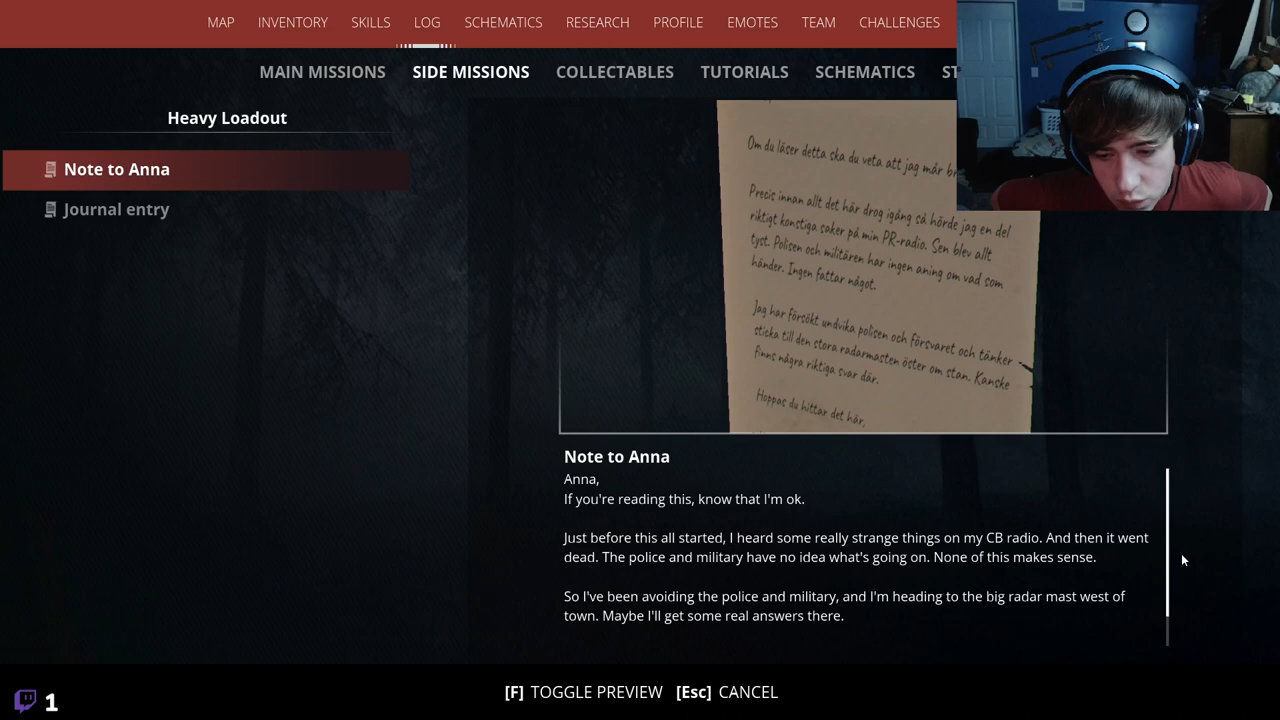 MAP INVENTORY SKILLS LOG SCHEMATICS RESEARCH PROFILE EMOTES TEAM CHALLENGES
MAIN MISSIONS SIDE MISSIONS COLLECTABLES TUTORIALS SCHEMATICS ST
Heavy Loadout
Note to Anna
Journal entry
Om du läser detta ska du veta att jag mår
Precis innan allt det här drog igång så hörde jag en del
riktigt konstiga saker på min PR-radio. Sen blev allt
tyst. Polisen och militären har ingen aning om vad som
händer. Ingen fattar något.
Jag har försökt undvika polisen och försvaret och tänker
sticka till den stora radarmasten öster om stan. Kanske
finns några riktiga svar där.
Hoppas du hittar det här,
Note to Anna
Anna,
If you're reading this, know that I'm ok.
Just before this all started, I heard some really strange things on my CB radio. And then it went
dead. The police and military have no idea what's going on. None of this makes sense.
So I've been avoiding the police and military, and I'm heading to the big radar mast west of
town. Maybe I'll get some real answers there.
[F] TOGGLE PREVIEW [Esc] CANCEL
1